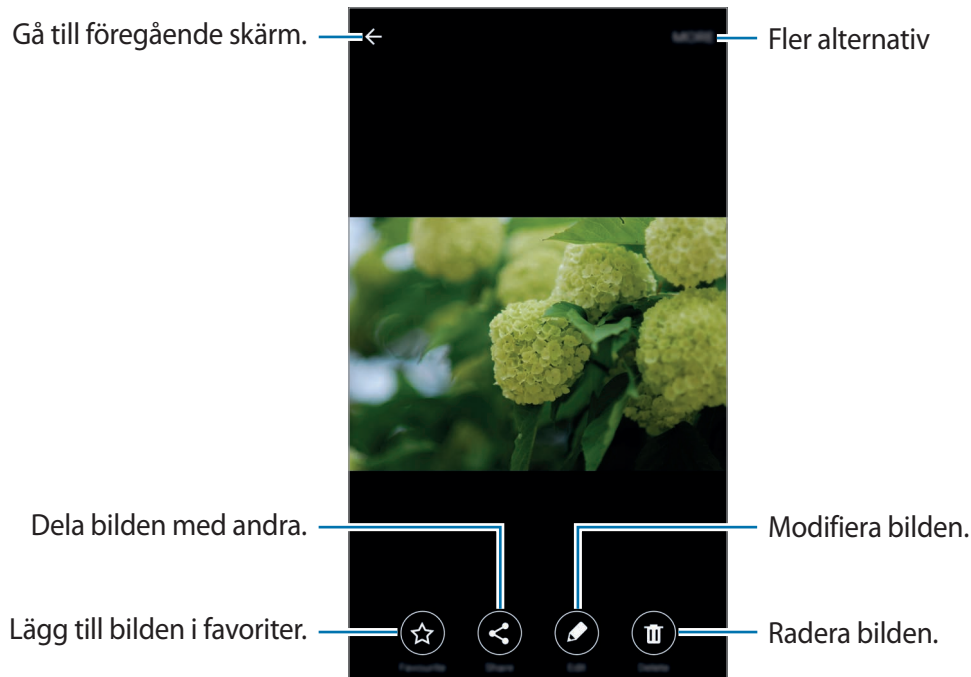 Gå till föregående skärm.
MORE
Fler alternativ
Dela bilden med andra.
Modifiera bilden.
Lägg till bilden i favoriter.
Radera bilden.
Favourite
Share
Edit
Delete